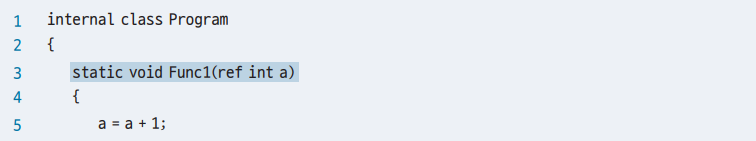 1 internal class Program
2 {
3 static void Func1(ref int a)
4 {
5 a = a + 1;